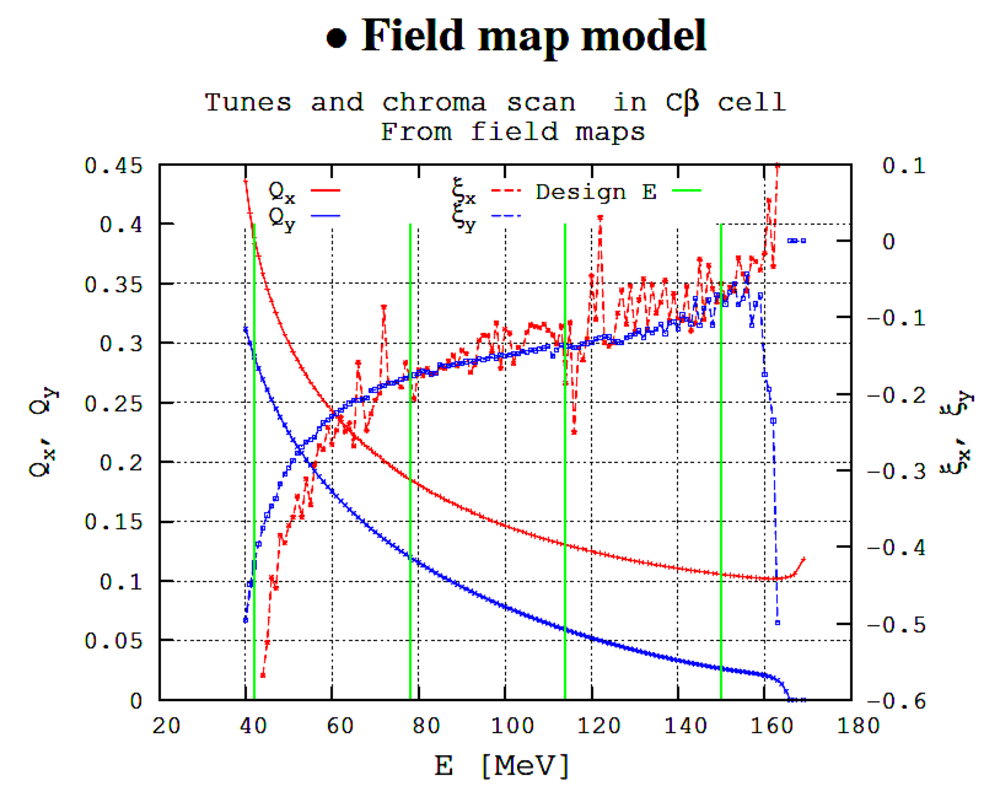 • Field map model
Tunes and chroma scan in Cβ cell
From field maps
0.45
0.4
0.35
0.3
0.25
0.2
0.15
0.1
0.05
0
Qx, Qy
Qx
Qy
ξx
ξy
Design E
0.1
0
−0.1
−0.2
−0.3
−0.4
−0.5
−0.6
ξx, ξy
20 40 60 80 100 120 140 160 180
E [MeV]